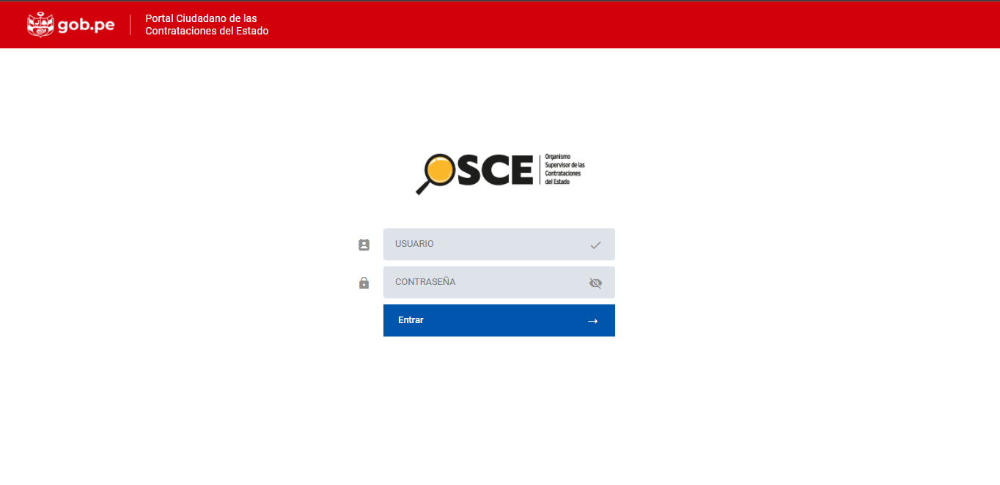 gob.pe
Portal Ciudadano de las
Contrataciones del Estado
OSCE
Organismo
Supervisor de las
Contrataciones
del Estado
USUARIO
CONTRASEÑA
Entrar →